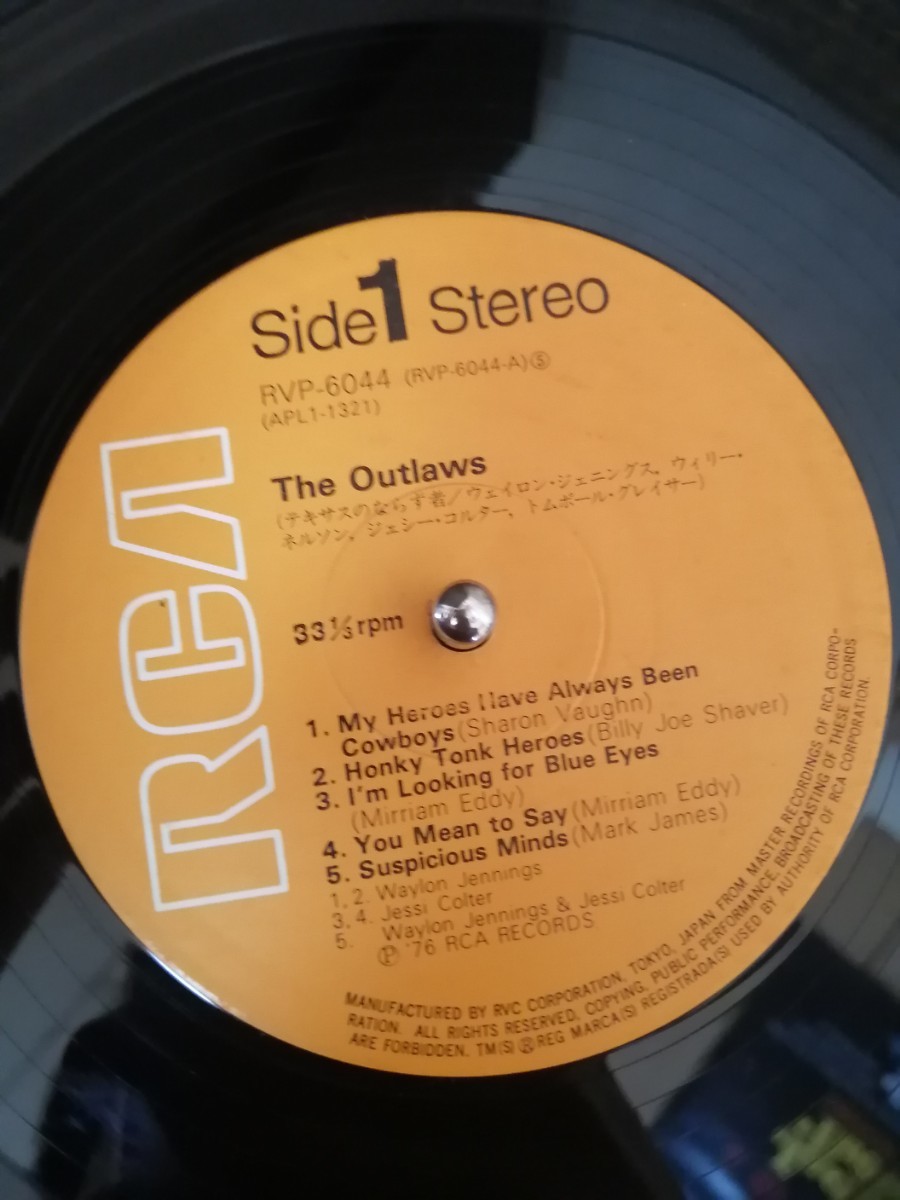 Side 1 Stereo
RVP-6044 (RVP-6044-A)Ⓢ
(APL1-1321)
RCA
The Outlaws
(テキサスのならず者/ウェイロン・ジェニングス、ウィリー・
ネルソン、ジェシー・コルター、トムポール・グレイサー)
33 1/3 rpm
1. My Heroes Have Always Been
Cowboys (Sharon Vaughn)
2. Honky Tonk Heroes (Billy Joe Shaver)
3. I'm Looking for Blue Eyes
(Mirriam Eddy)
4. You Mean to Say (Mirriam Eddy)
5. Suspicious Minds (Mark James)
1, 2. Waylon Jennings
3, 4. Jessi Colter
5. Waylon Jennings & Jessi Colter
℗ '76 RCA RECORDS
MANUFACTURED BY RVC CORPORATION, TOKYO, JAPAN FROM MASTER RECORDINGS OF RCA CORPO-
RATION. ALL RIGHTS RESERVED, COPYING, PUBLIC PERFORMANCE, BROADCASTING OF THESE RECORDS
ARE FORBIDDEN. TM(S) ® REG MARCA(S) REGISTRADA(S) USED BY AUTHORITY OF RCA CORPORATION.